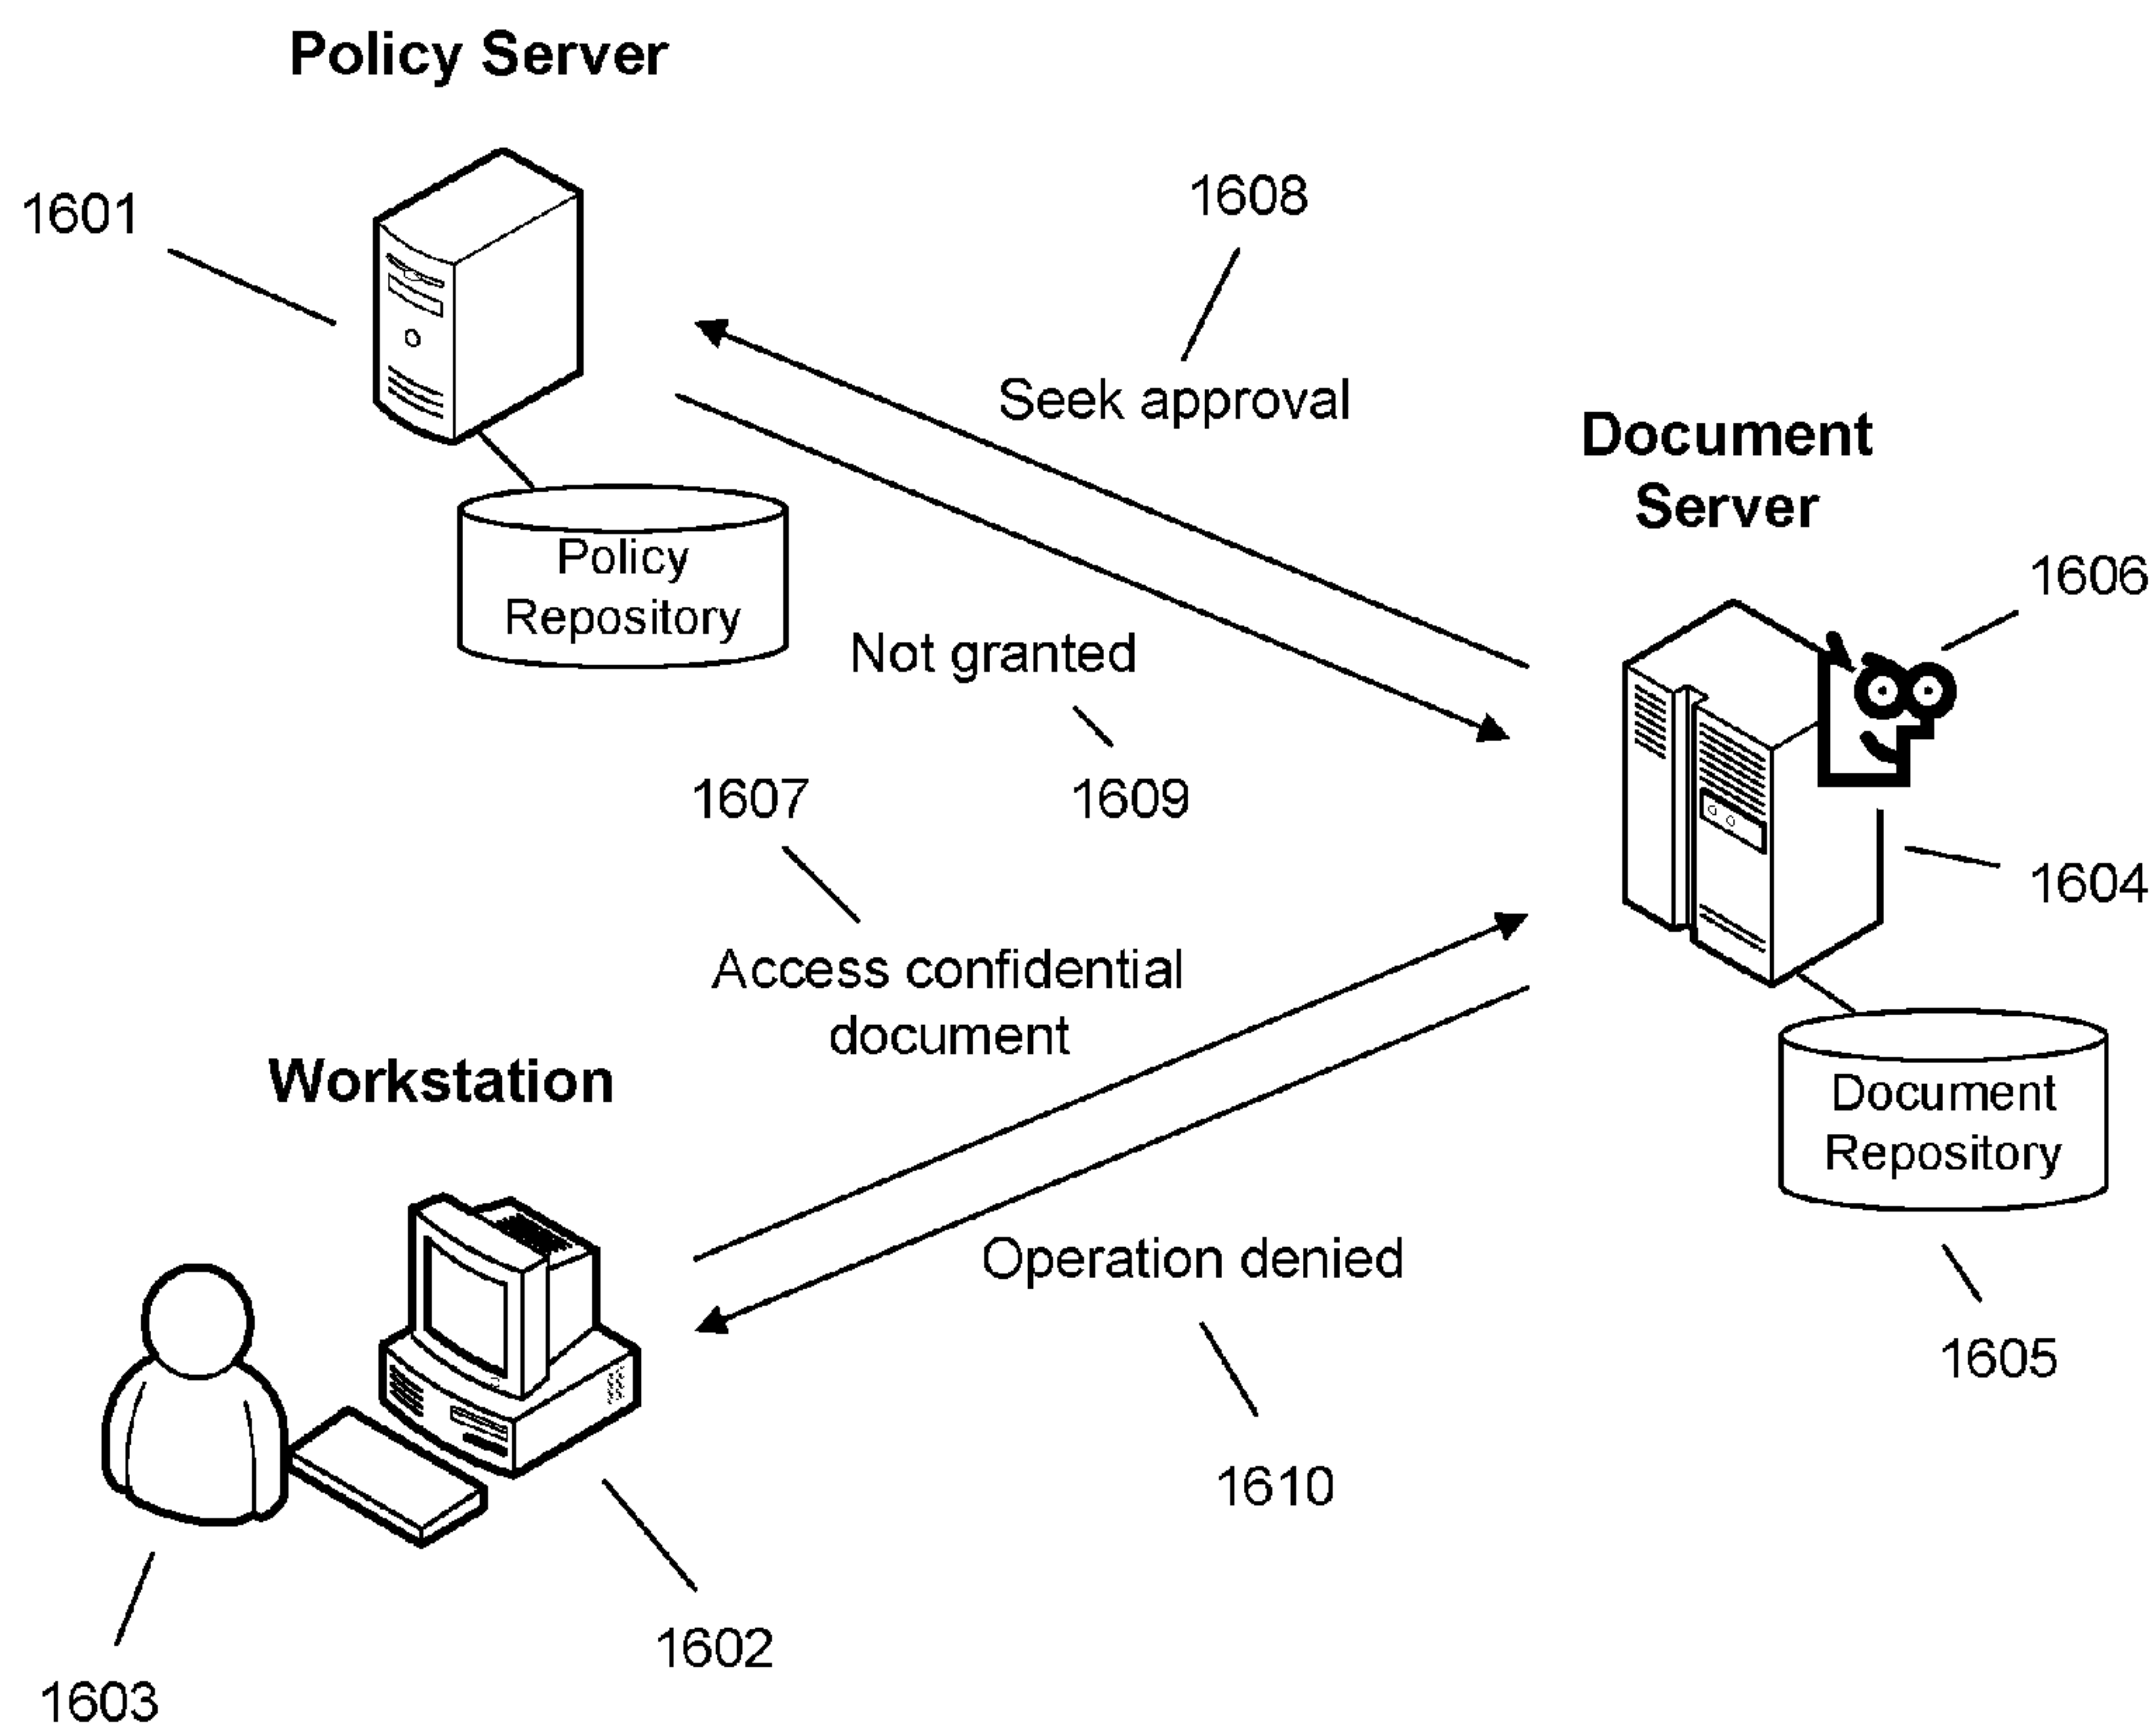 Policy Server
1601
1608
Seek approval
Document
Server
Policy
Repository
1606
Not granted
1607
1609
1604
Access confidential
document
Workstation
Document
Repository
Operation denied
1605
1610
1602
1603